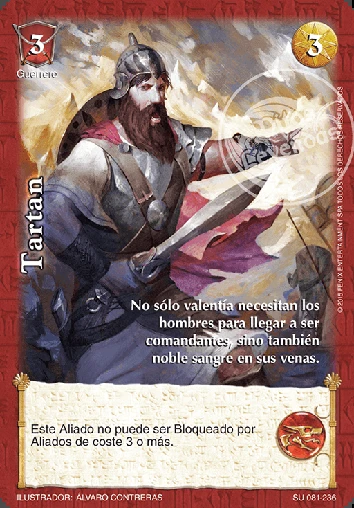 3
3
Guerrero
Tartan
No sólo valentía necesitan los
hombres para llegar a ser
comandantes, sino también
noble sangre en sus venas.
Este Aliado no puede ser Bloqueado por
Aliados de coste 3 o más.
ILUSTRADOR: ÁLVARO CONTRERAS
SU 081-236